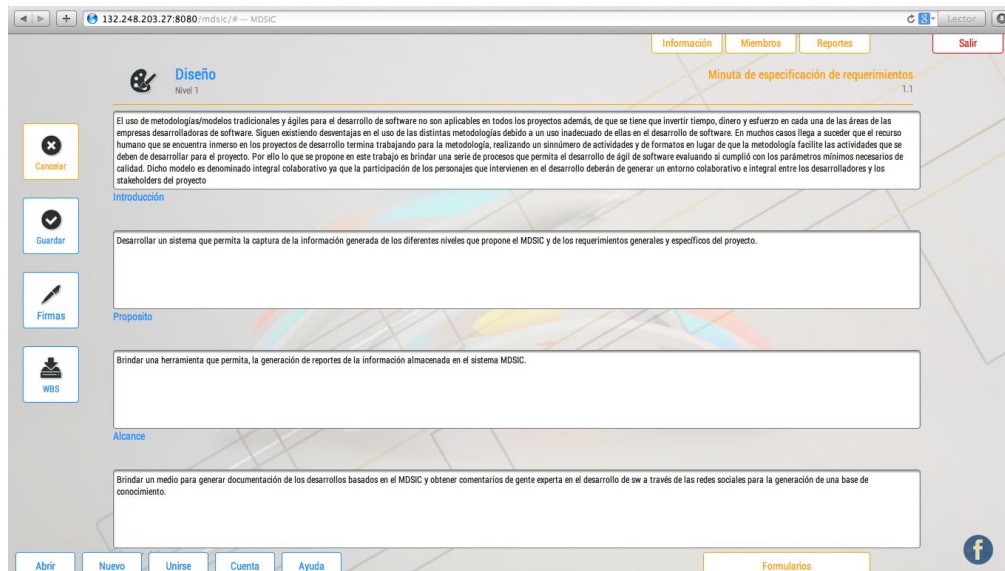 132.248.203.27:8080/mdsic/# — MDSIC
Lector
Información Miembros Reportes Salir
Diseño
Nivel 1
Minuta de especificación de requerimientos
1.1
El uso de metodologías/modelos tradicionales y ágiles para el desarrollo de software no son aplicables en todos los proyectos además, de que se tiene que invertir tiempo, dinero y esfuerzo en cada una de las áreas de las
empresas desarrolladoras de software. Siguen existiendo desventajas en el uso de las distintas metodologías debido a un uso inadecuado de ellas en el desarrollo de software. En muchos casos llega a suceder que el recurso
humano que se encuentra inmerso en los proyectos de desarrollo termina trabajando para la metodología, realizando un sinnúmero de actividades y de formatos en lugar de que la metodología facilite las actividades que se
deben de desarrollar para el proyecto. Por ello lo que se propone en este trabajo es brindar una serie de procesos que permita el desarrollo de ágil de software evaluando si cumplió con los parámetros mínimos necesarios de
calidad. Dicho modelo es denominado integral colaborativo ya que la participación de los personajes que intervienen en el desarrollo deberán de generar un entorno colaborativo e integral entre los desarrolladores y los
stakeholders del proyecto
Introducción
Cancelar
Guardar
Firmas
WBS
Desarrollar un sistema que permita la captura de la información generada de los diferentes niveles que propone el MDSIC y de los requerimientos generales y específicos del proyecto.
Proposito
Brindar una herramienta que permita, la generación de reportes de la información almacenada en el sistema MDSIC.
Alcance
Brindar un medio para generar documentación de los desarrollos basados en el MDSIC y obtener comentarios de gente experta en el desarrollo de sw a través de las redes sociales para la generación de una base de
conocimiento.
Abrir Nuevo Unirse Cuenta Ayuda Formularios